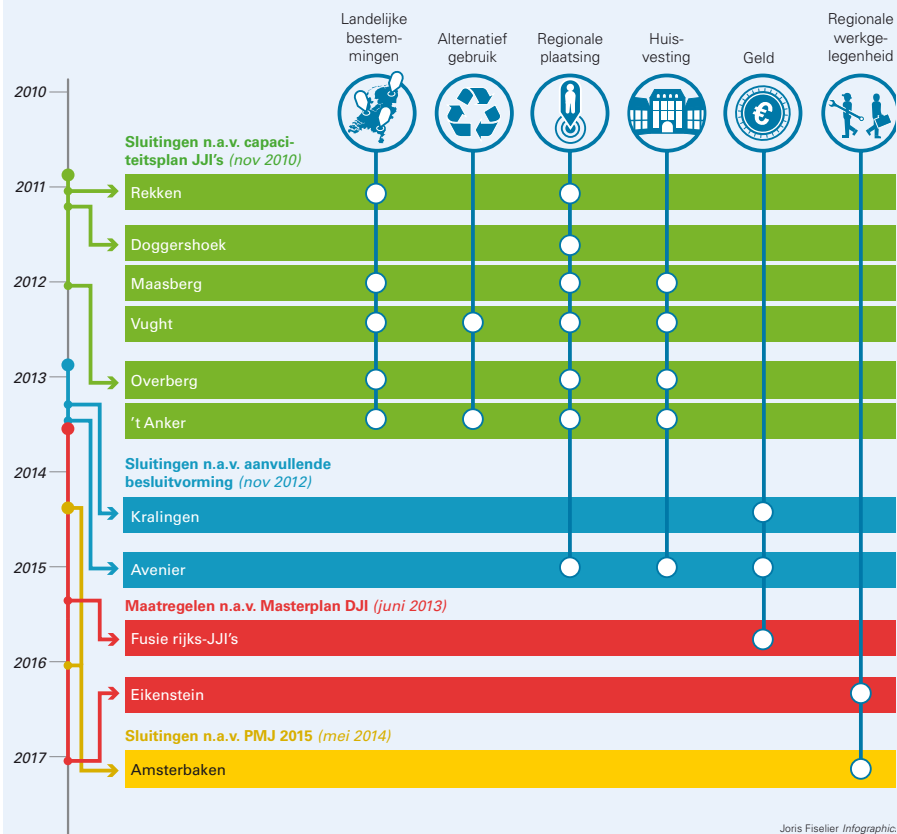 Landelijke
bestem-
mingen
Alternatief
gebruik
Regionale
plaatsing
Huis-
vesting
Geld
Regionale
werkge-
legenheid
€
2010
Sluitingen n.a.v. capaci-
teitsplan JJI's (nov 2010)
2011
Rekken
Doggershoek
2012
Maasberg
Vught
2013
Overberg
't Anker
2014
Sluitingen n.a.v. aanvullende
besluitvorming (nov 2012)
Kralingen
2015
Avenier
Maatregelen n.a.v. Masterplan DJI (juni 2013)
Fusie rijks-JJI's
2016
Eikenstein
Sluitingen n.a.v. PMJ 2015 (mei 2014)
2017
Amsterbaken
Joris Fiselier Infographic